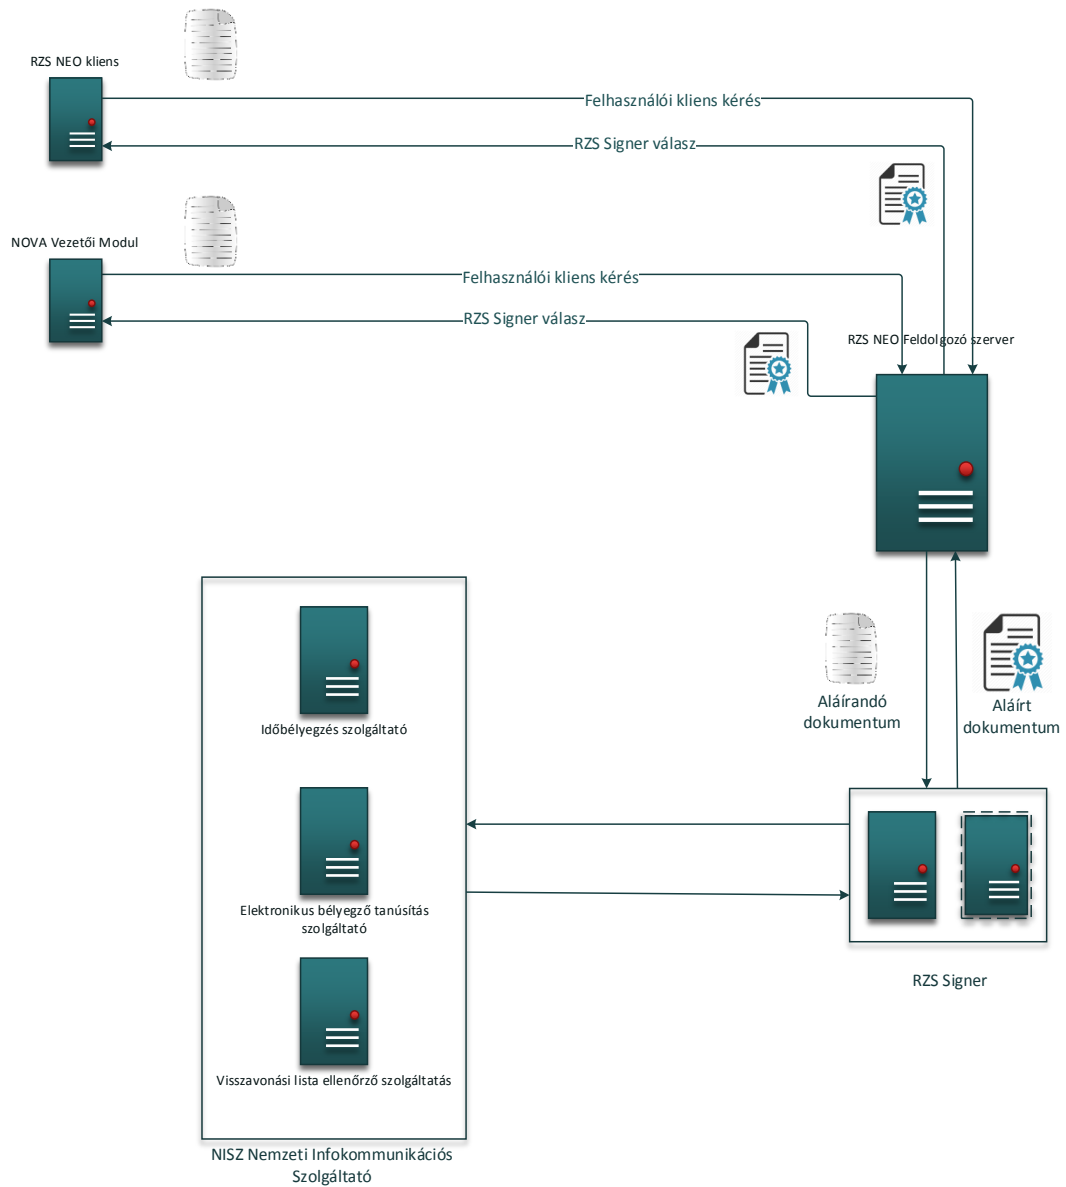 RZS NEO kliens
Felhasználói kliens kérés
RZS Signer válasz
NOVA Vezetői Modul
Felhasználói kliens kérés
RZS Signer válasz
RZS NEO Feldolgozó szerver
Aláírandó
dokumentum
Aláírt
dokumentum
Időbélyegzés szolgáltató
Elektronikus bélyegző tanúsítás
szolgáltató
RZS Signer
Visszavonási lista ellenőrző szolgáltatás
NISZ Nemzeti Infokommunikációs
Szolgáltató